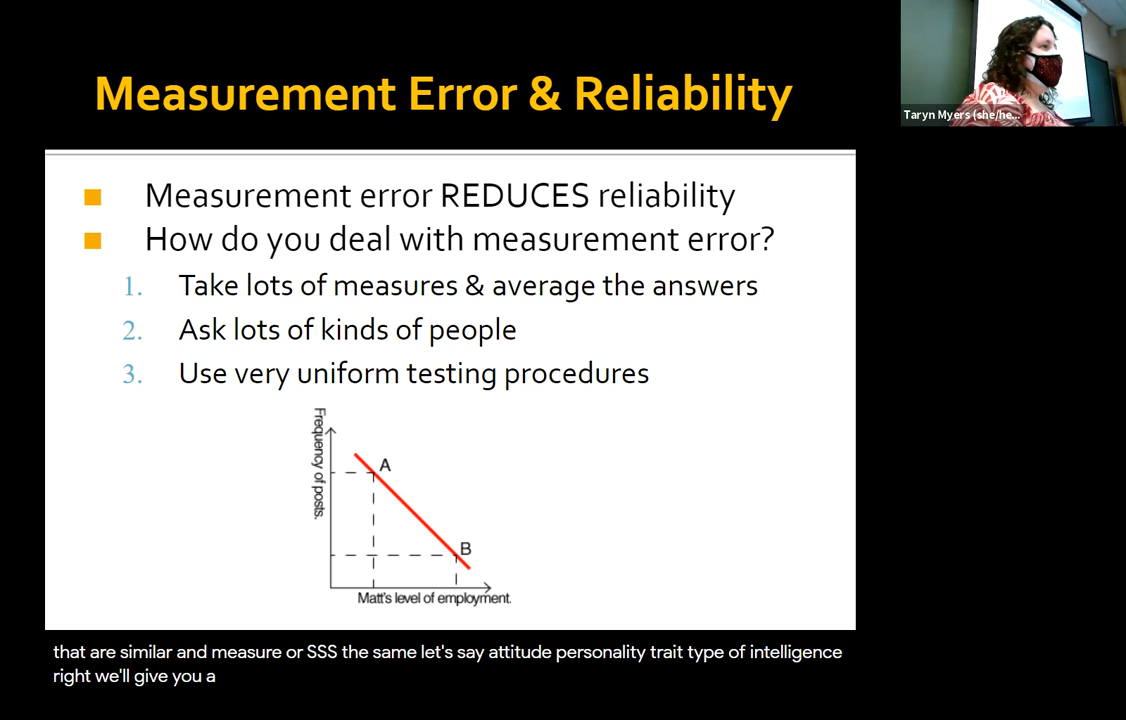 Measurement Error & Reliability
Taryn Myers (she/he...
Measurement error REDUCES reliability
How do you deal with measurement error?
1. Take lots of measures & average the answers
2. Ask lots of kinds of people
3. Use very uniform testing procedures
Frequency of posts.
A
B
Matt's level of employment.
that are similar and measure or SSS the same let's say attitude personality trait type of intelligence
right we'll give you a